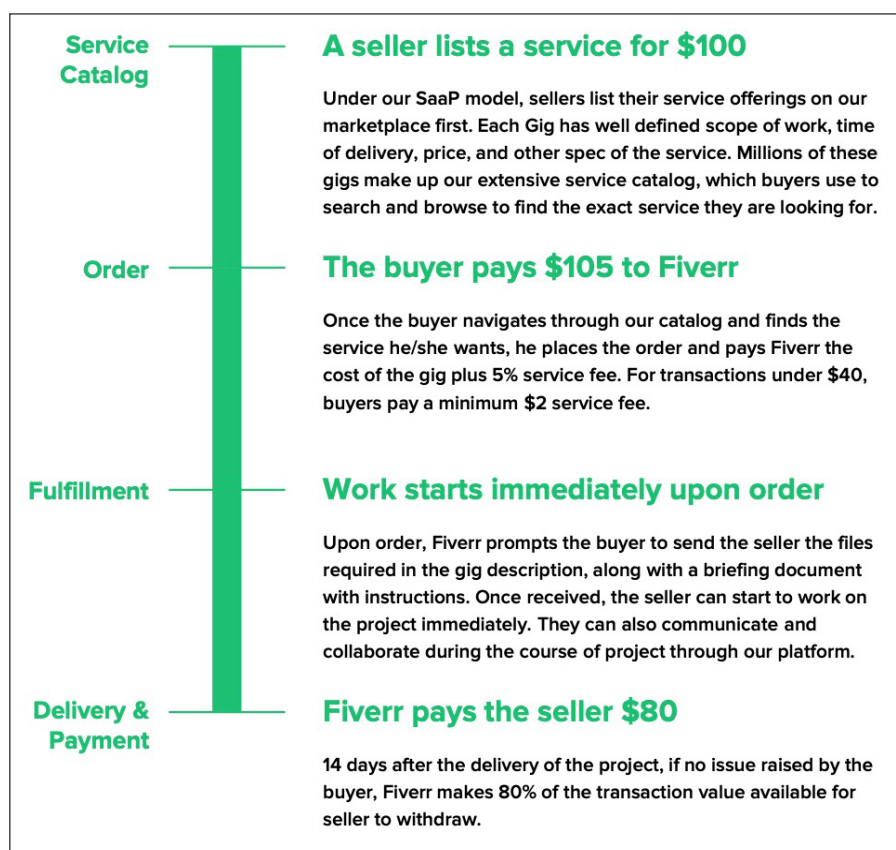 Service
Catalog
A seller lists a service for $100
Under our SaaP model, sellers list their service offerings on our
marketplace first. Each Gig has well defined scope of work, time
of delivery, price, and other spec of the service. Millions of these
gigs make up our extensive service catalog, which buyers use to
search and browse to find the exact service they are looking for.
Order
The buyer pays $105 to Fiverr
Once the buyer navigates through our catalog and finds the
service he/she wants, he places the order and pays Fiverr the
cost of the gig plus 5% service fee. For transactions under $40,
buyers pay a minimum $2 service fee.
Fulfillment
Work starts immediately upon order
Upon order, Fiverr prompts the buyer to send the seller the files
required in the gig description, along with a briefing document
with instructions. Once received, the seller can start to work on
the project immediately. They can also communicate and
collaborate during the course of project through our platform.
Delivery &
Payment
Fiverr pays the seller $80
14 days after the delivery of the project, if no issue raised by the
buyer, Fiverr makes 80% of the transaction value available for
seller to withdraw.